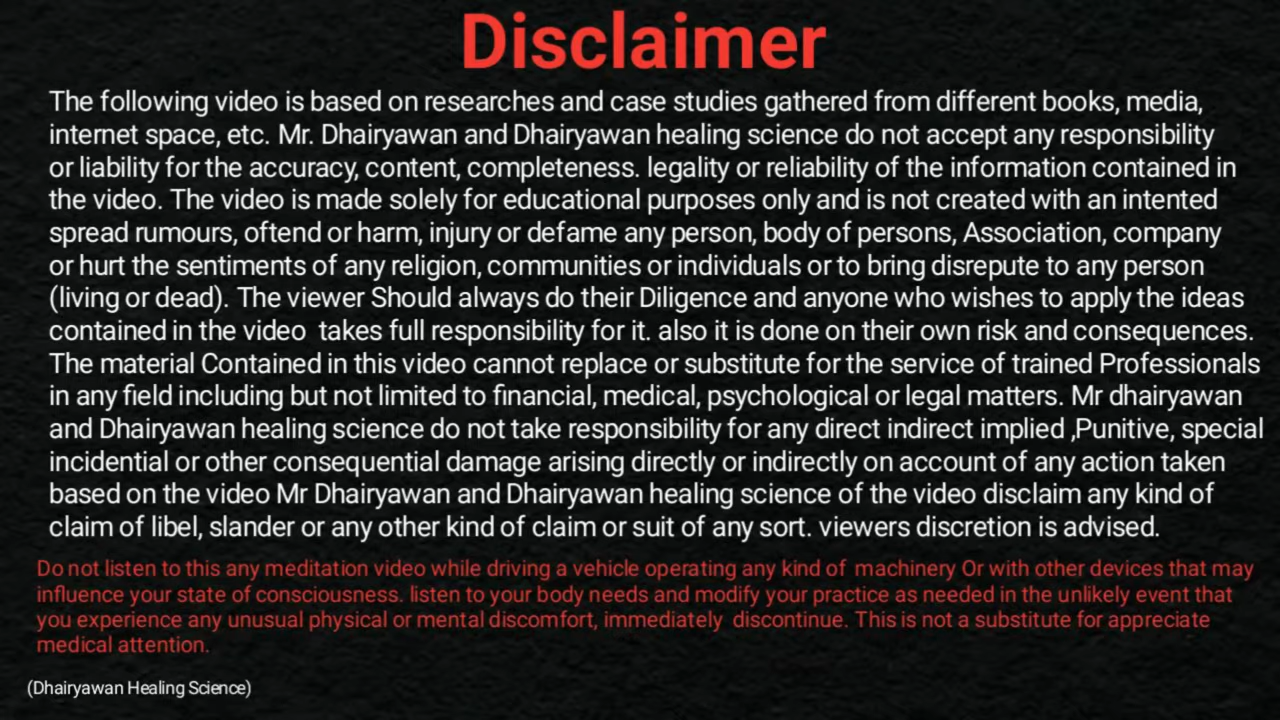 Disclaimer
The following video is based on researches and case studies gathered from different books, media,
internet space, etc. Mr. Dhairyawan and Dhairyawan healing science do not accept any responsibility
or liability for the accuracy, content, completeness. legality or reliability of the information contained in
the video. The video is made solely for educational purposes only and is not created with an intented
spread rumours, oftend or harm, injury or defame any person, body of persons, Association, company
or hurt the sentiments of any religion, communities or individuals or to bring disrepute to any person
(living or dead). The viewer Should always do their Diligence and anyone who wishes to apply the ideas
contained in the video  takes full responsibility for it. also it is done on their own risk and consequences.
The material Contained in this video cannot replace or substitute for the service of trained Professionals
in any field including but not limited to financial, medical, psychological or legal matters. Mr dhairyawan
and Dhairyawan healing science do not take responsibility for any direct indirect implied ,Punitive, special
incidential or other consequential damage arising directly or indirectly on account of any action taken
based on the video Mr Dhairyawan and Dhairyawan healing science of the video disclaim any kind of
claim of libel, slander or any other kind of claim or suit of any sort. viewers discretion is advised.
Do not listen to this any meditation video while driving a vehicle operating any kind of  machinery Or with other devices that may
influence your state of consciousness. listen to your body needs and modify your practice as needed in the unlikely event that
you experience any unusual physical or mental discomfort, immediately  discontinue. This is not a substitute for appreciate
medical attention.
(Dhairyawan Healing Science)